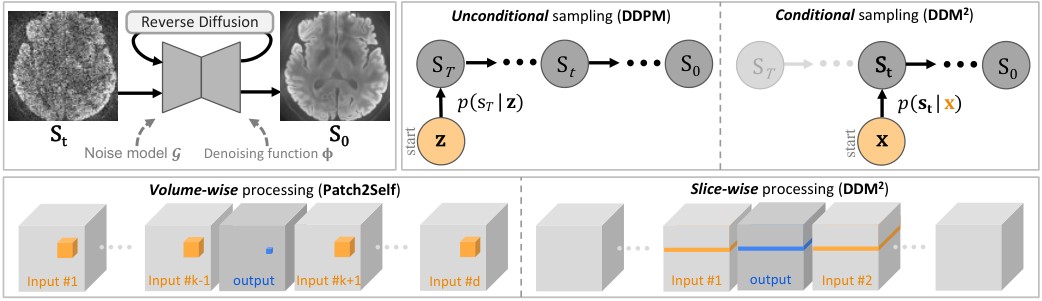 Reverse Diffusion
S_t
S_0
Noise model 𝒢
Denoising function ϕ
Unconditional sampling (DDPM)
S_T
S_t
S_0
p(s_T | z)
start
z
Conditional sampling (DDM²)
S_T
S_t
S_0
p(s_t | x)
start
x
Volume-wise processing (Patch2Self)
Input #1
Input #k-1
output
Input #k+1
Input #d
Slice-wise processing (DDM²)
Input #1
output
Input #2